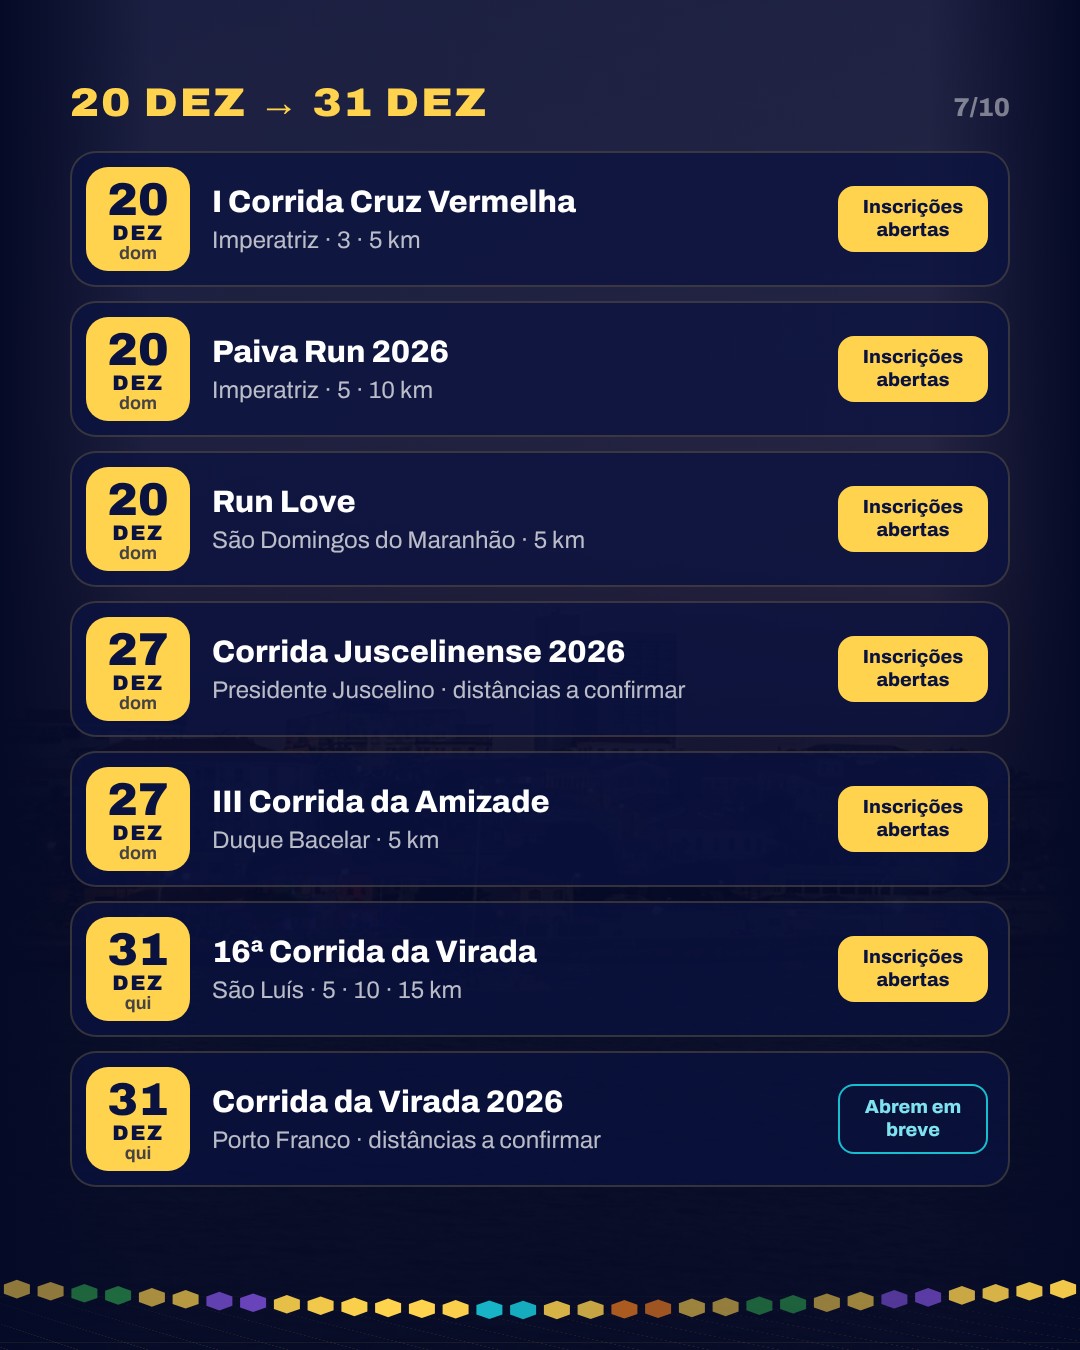 20 DEZ → 31 DEZ
7/10
20
DEZ
dom
I Corrida Cruz Vermelha
Imperatriz · 3 · 5 km
Inscrições
abertas
20
DEZ
dom
Paiva Run 2026
Imperatriz · 5 · 10 km
Inscrições
abertas
20
DEZ
dom
Run Love
São Domingos do Maranhão · 5 km
Inscrições
abertas
27
DEZ
dom
Corrida Juscelinense 2026
Presidente Juscelino · distâncias a confirmar
Inscrições
abertas
27
DEZ
dom
III Corrida da Amizade
Duque Bacelar · 5 km
Inscrições
abertas
31
DEZ
qui
16ª Corrida da Virada
São Luís · 5 · 10 · 15 km
Inscrições
abertas
31
DEZ
qui
Corrida da Virada 2026
Porto Franco · distâncias a confirmar
Abrem em
breve